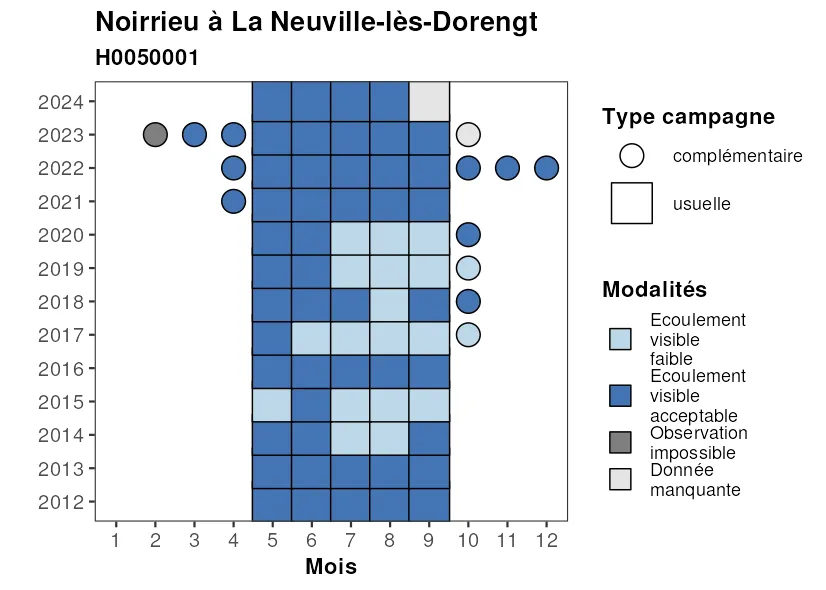 Noirrieu à La Neuville-lès-Dorengt
H0050001
2024
2023
2022
2021
2020
2019
2018
2017
2016
2015
2014
2013
2012
1 2 3 4 5 6 7 8 9 10 11 12
Mois
Type campagne
complémentaire
usuelle
Modalités
Ecoulement
visible
faible
Ecoulement
visible
acceptable
Observation
impossible
Donnée
manquante